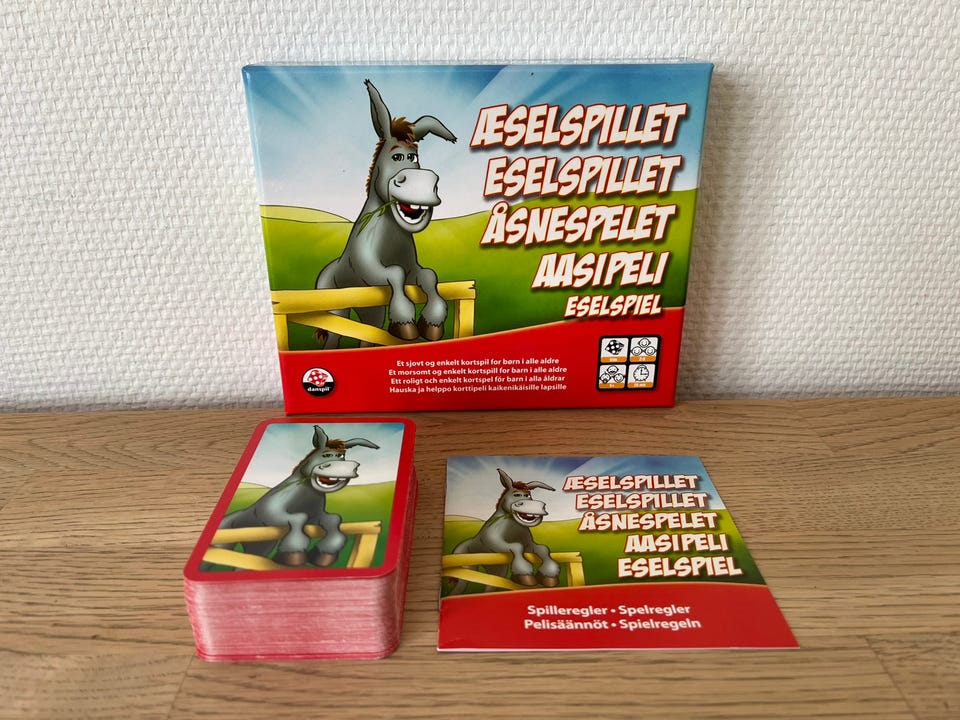 ÆSELSPILLET
ESELSPILLET
ÅSNESPELET
AASIPELI
ESELSPIEL
Et sjovt og enkelt kortspil for børn i alle aldre
Et morsomt og enkelt kortspill for barn i alle aldre
Ett roligt och enkelt kortspel för barn i alla åldrar
Hauska ja helppo korttipeli kaikenikäisille lapsille
danspil
ÆSELSPILLET
ESELSPILLET
ÅSNESPELET
AASIPELI
ESELSPIEL
Spilleregler • Spelregler
Pelisäännöt • Spielregeln